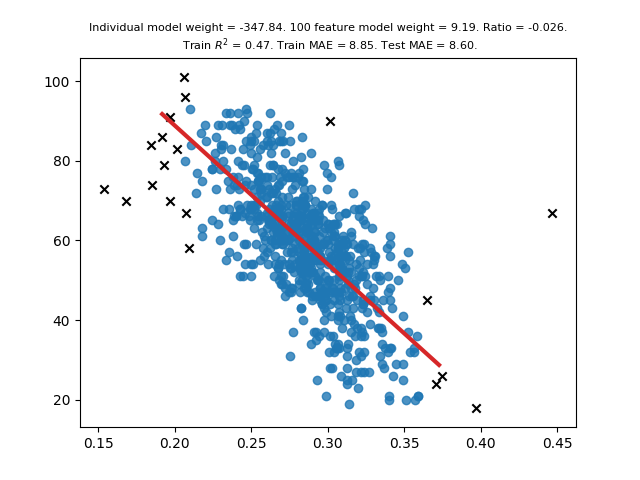 Individual model weight = -347.84. 100 feature model weight = 9.19. Ratio = -0.026.
Train R² = 0.47. Train MAE = 8.85. Test MAE = 8.60.
100
80
60
40
20
0.15 0.20 0.25 0.30 0.35 0.40 0.45